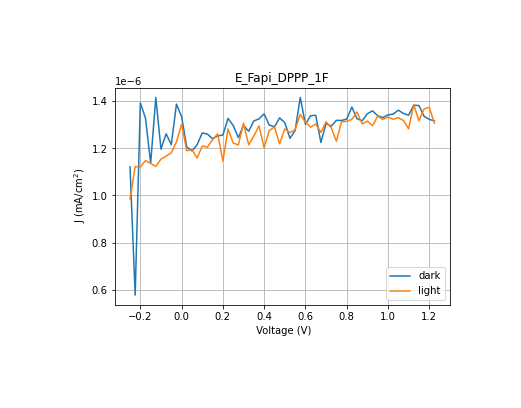 E_Fapi_DPPP_1F
1e−6
1.4
1.2
1.0
0.8
0.6
J (mA/cm²)
−0.2
0.0
0.2
0.4
0.6
0.8
1.0
1.2
Voltage (V)
dark
light